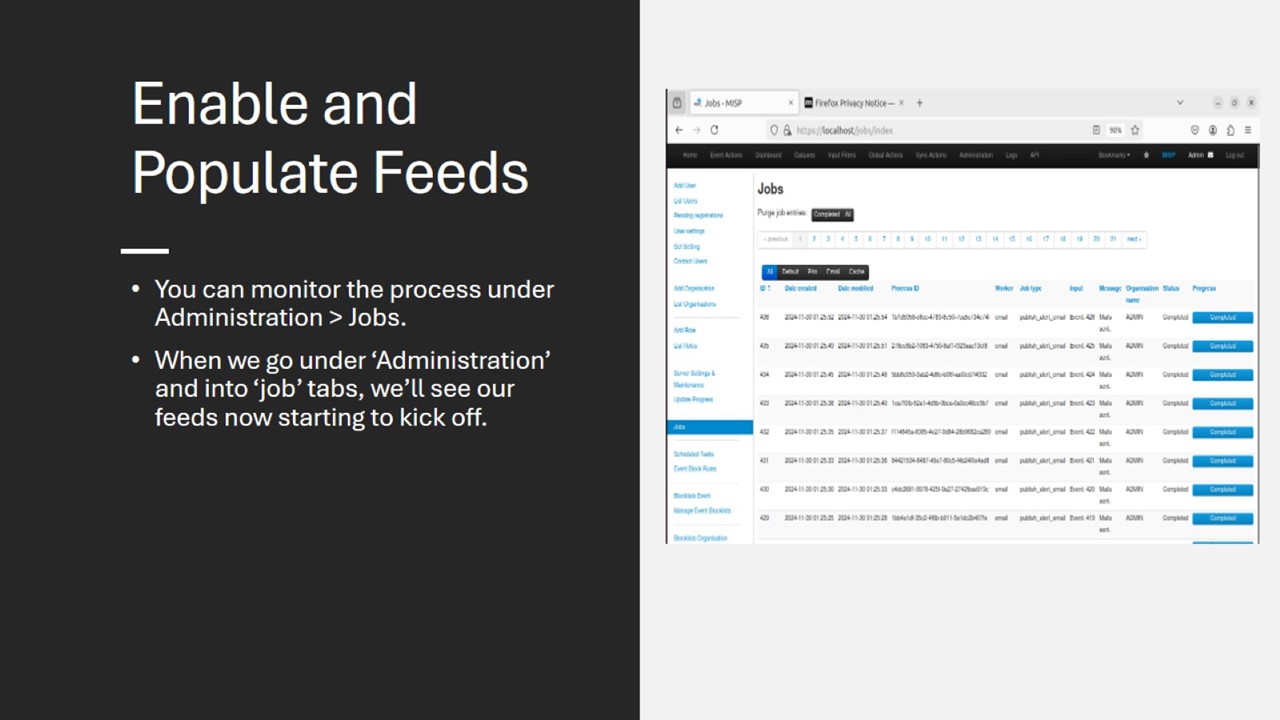 Enable and
Populate Feeds
• You can monitor the process under
Administration > Jobs.
• When we go under ‘Administration’
and into ‘job’ tabs, we’ll see our
feeds now starting to kick off.
Jobs - MISP
Firefox Privacy Notice —
https://localhost/jobs/index
90%
Home Event Actions Dashboard Galaxies Input Filters Global Actions Sync Actions Administration Logs API
Bookmarks MISP Admin Log out
Add User
List Users
Pending registrations
User settings
Set Setting
Contact Users
Add Organisation
List Organisations
Add Role
List Roles
Server Settings &
Maintenance
Update Progress
Jobs
Scheduled Tasks
Event Block Rules
Blocklists Event
Manage Event Blocklists
Blocklists Organisation
Jobs
Purge job entries: Completed All
« previous 1 2 3 4 5 6 7 8 9 10 11 12 13 14 15 16 17 18 19 20 21 next »
All Default Prio Email Cache
ID ↑ Date created Date modified Process ID Worker Job type Input Message Organisation name Status Progress
2024-11-30 01:25:52 2024-11-30 01:25:54 email publish_alert_email Mails sent. ADMIN Completed Completed
435 2024-11-30 01:25:49 2024-11-30 01:25:51 email publish_alert_email Event: 425 Mails sent. ADMIN Completed Completed
434 2024-11-30 01:25:45 2024-11-30 01:25:48 email publish_alert_email Event: 424 Mails sent. ADMIN Completed Completed
433 2024-11-30 01:25:38 2024-11-30 01:25:40 email publish_alert_email Event: 423 Mails sent. ADMIN Completed Completed
432 2024-11-30 01:25:35 2024-11-30 01:25:37 email publish_alert_email Event: 422 Mails sent. ADMIN Completed Completed
431 2024-11-30 01:25:33 2024-11-30 01:25:36 email publish_alert_email Event: 421 Mails sent. ADMIN Completed Completed
430 2024-11-30 01:25:30 2024-11-30 01:25:33 email publish_alert_email Event: 420 Mails sent. ADMIN Completed Completed
429 2024-11-30 01:25:25 2024-11-30 01:25:28 email publish_alert_email Event: 419 Mails sent. ADMIN Completed Completed